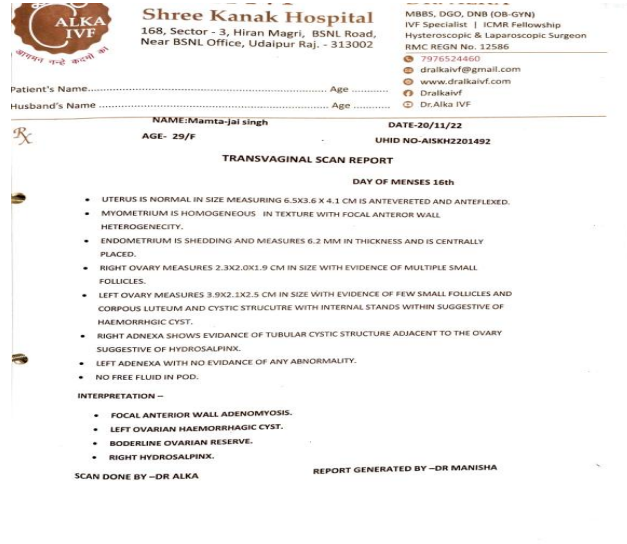 ALKA
IVF
आगमन नन्हे कदमों का
Shree Kanak Hospital
168, Sector - 3, Hiran Magri, BSNL Road,
Near BSNL Office, Udaipur Raj. - 313002
MBBS, DGO, DNB (OB-GYN)
IVF Specialist | ICMR Fellowship
Hysteroscopic & Laparoscopic Surgeon
RMC REGN No. 12586
7976524460
dralkaivf@gmail.com
www.dralkaivf.com
Dralkaivf
Dr.Alka IVF
Patient's Name.................................................................... Age ............
Husband's Name ................................................................ Age ............
Rx
NAME:Mamta-jai singh DATE-20/11/22
AGE- 29/F UHID NO-AISKH2201492
TRANSVAGINAL SCAN REPORT
DAY OF MENSES 16th
• UTERUS IS NORMAL IN SIZE MEASURING 6.5X3.6 X 4.1 CM IS ANTEVERETED AND ANTEFLEXED.
• MYOMETRIUM IS HOMOGENEOUS IN TEXTURE WITH FOCAL ANTEROR WALL
HETEROGENECITY.
• ENDOMETRIUM IS SHEDDING AND MEASURES 6.2 MM IN THICKNESS AND IS CENTRALLY
PLACED.
• RIGHT OVARY MEASURES 2.3X2.0X1.9 CM IN SIZE WITH EVIDENCE OF MULTIPLE SMALL
FOLLICLES.
• LEFT OVARY MEASURES 3.9X2.1X2.5 CM IN SIZE WITH EVIDENCE OF FEW SMALL FOLLICLES AND
CORPOUS LUTEUM AND CYSTIC STRUCUTRE WITH INTERNAL STANDS WITHIN SUGGESTIVE OF
HAEMORRHGIC CYST.
• RIGHT ADNEXA SHOWS EVIDANCE OF TUBULAR CYSTIC STRUCTURE ADJACENT TO THE OVARY
SUGGESTIVE OF HYDROSALPINX.
• LEFT ADENEXA WITH NO EVIDANCE OF ANY ABNORMALITY.
• NO FREE FLUID IN POD.
INTERPRETATION –
• FOCAL ANTERIOR WALL ADENOMYOSIS.
• LEFT OVARIAN HAEMORRHAGIC CYST.
• BODERLINE OVARIAN RESERVE.
• RIGHT HYDROSALPINX.
SCAN DONE BY –DR ALKA REPORT GENERATED BY –DR MANISHA